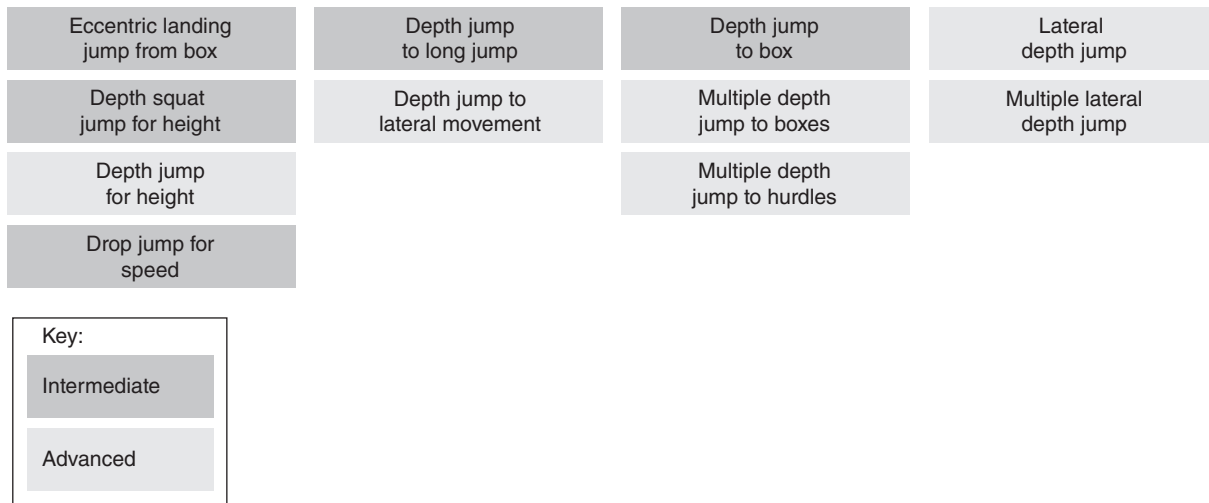 Eccentric landing
jump from box
Depth jump
to long jump
Depth jump
to box
Lateral
depth jump
Depth squat
jump for height
Depth jump to
lateral movement
Multiple depth
jump to boxes
Multiple lateral
depth jump
Depth jump
for height
Multiple depth
jump to hurdles
Drop jump for
speed
Key:
Intermediate
Advanced